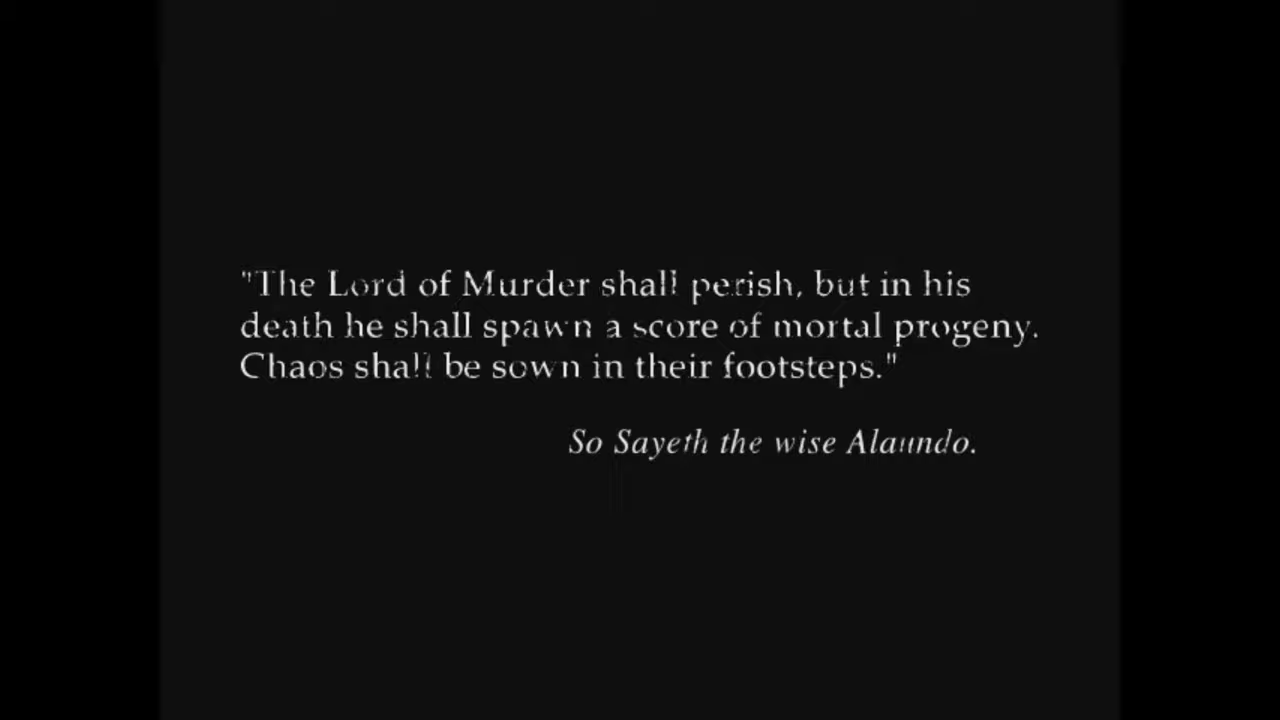 "The Lord of Murder shall perish, but in his
death he shall spawn a score of mortal progeny.
Chaos shall be sown in their footsteps."
So Sayeth the wise Alaundo.